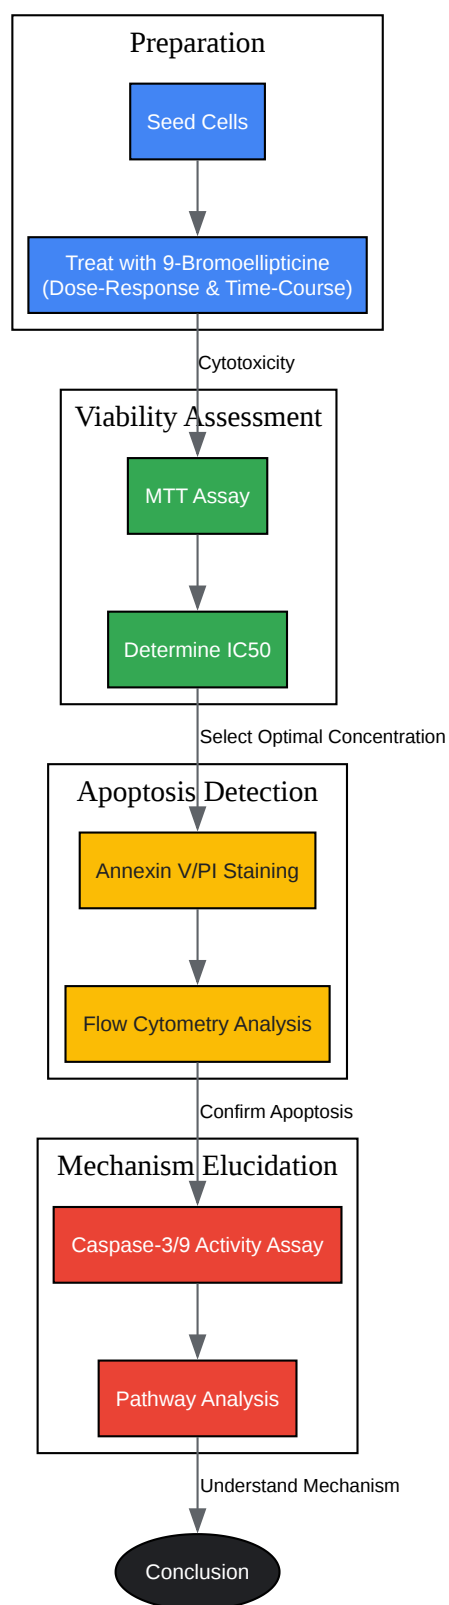 Preparation
Seed Cells
Treat with 9-Bromoellipticine
(Dose-Response & Time-Course)
Cytotoxicity
Viability Assessment
MTT Assay
Determine IC50
Select Optimal Concentration
Apoptosis Detection
Annexin V/PI Staining
Flow Cytometry Analysis
Confirm Apoptosis
Mechanism Elucidation
Caspase-3/9 Activity Assay
Pathway Analysis
Understand Mechanism
Conclusion